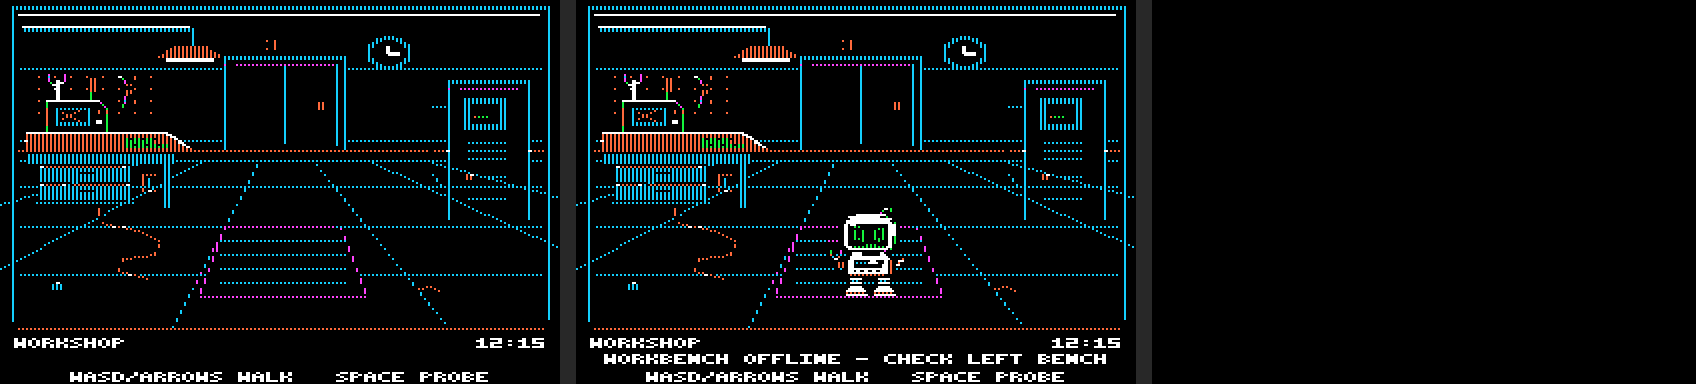 WORKSHOP 12:15
WASD/ARROWS WALK SPACE PROBE
WORKSHOP 12:15
WORKBENCH OFFLINE - CHECK LEFT BENCH
WASD/ARROWS WALK SPACE PROBE